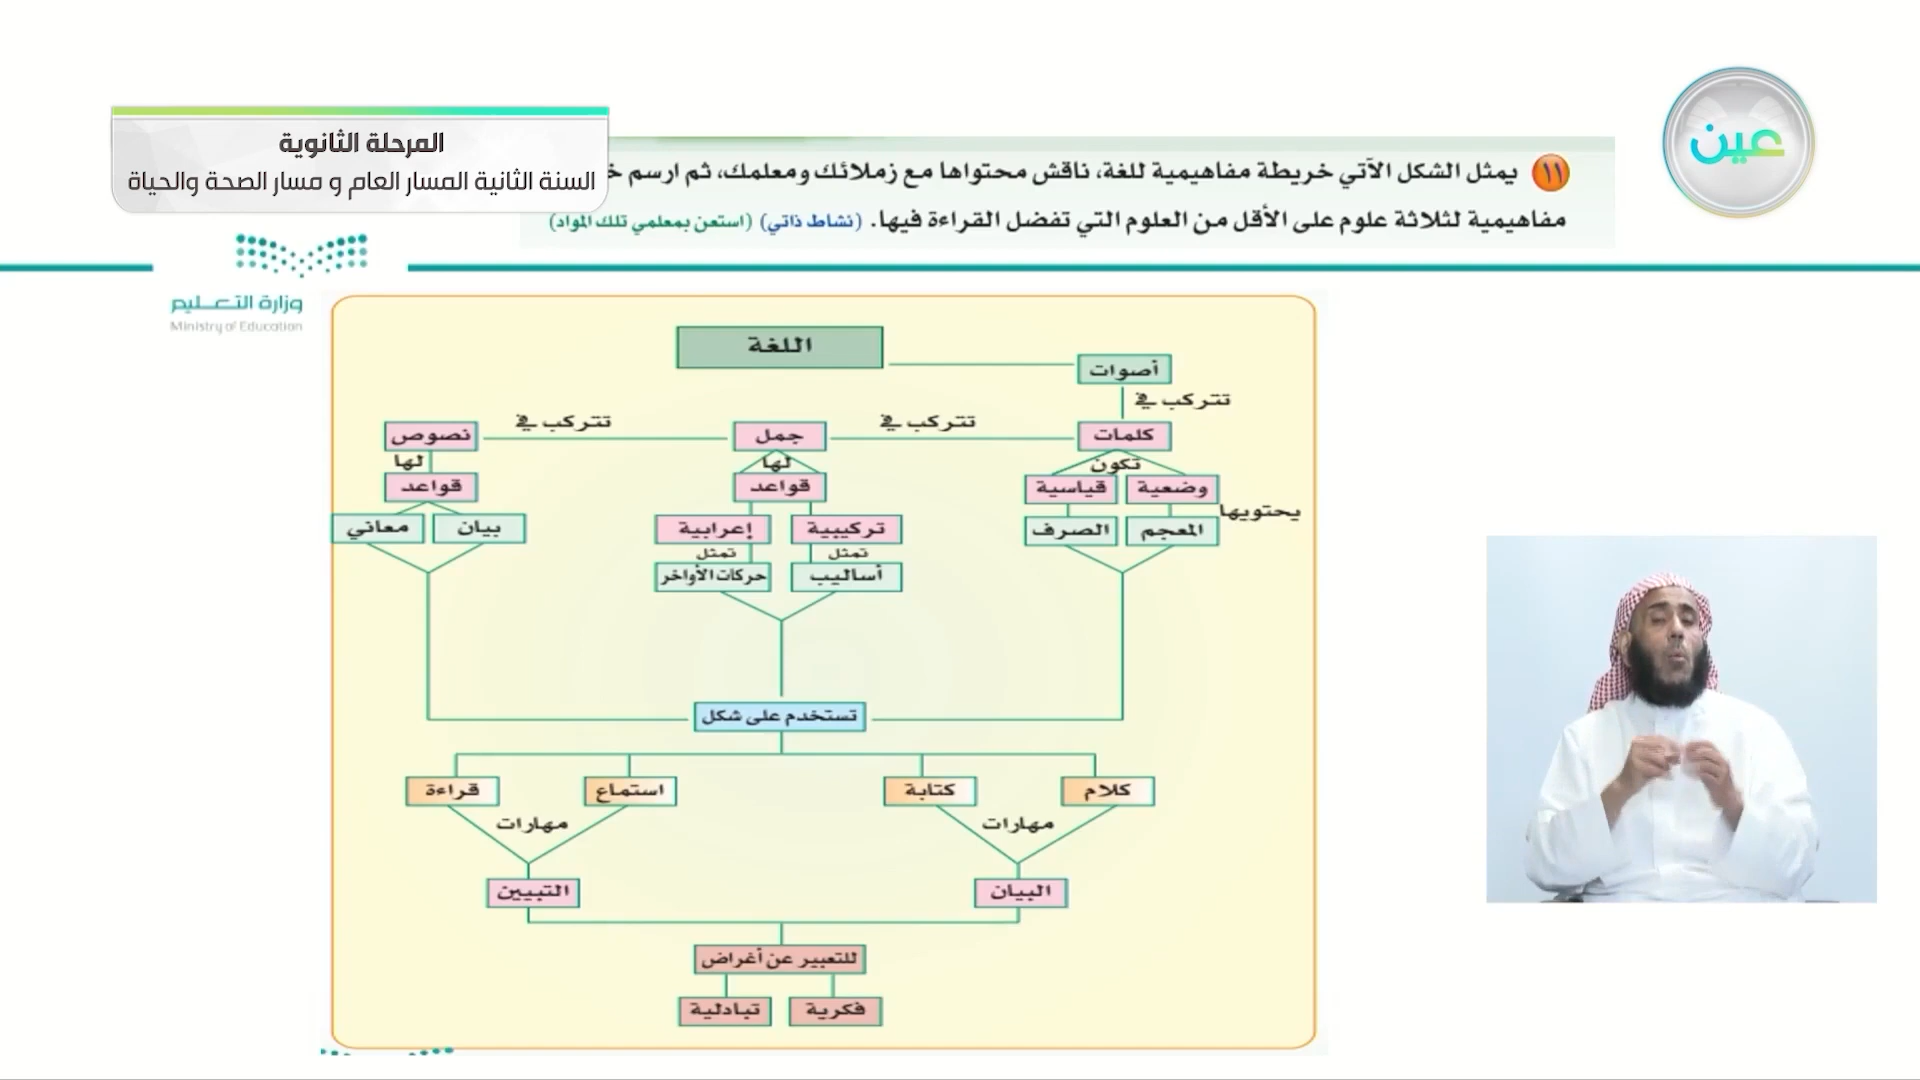 المرحلة الثانوية
السنة الثانية المسار العام و مسار الصحة والحياة
عين
١١ يمثل الشكل الآتي خريطة مفاهيمية للغة، ناقش محتواها مع زملائك ومعلمك، ثم ارسم
مفاهيمية لثلاثة علوم على الأقل من العلوم التي تفضل القراءة فيها. (نشاط ذاتي) (استعن بمعلمي تلك المواد)
وزارة التعليم
Ministry of Education
اللغة
أصوات
تتركب في
كلمات
تتركب في
جمل
تتركب في
نصوص
تكون
لها
لها
وضعية
قياسية
قواعد
قواعد
يحتويها
المعجم
الصرف
تركيبية
إعرابية
بيان
معاني
تمثل
تمثل
أساليب
حركات الأواخر
تستخدم على شكل
كلام
كتابة
استماع
قراءة
مهارات
مهارات
البيان
التبيين
للتعبير عن أغراض
فكرية
تبادلية